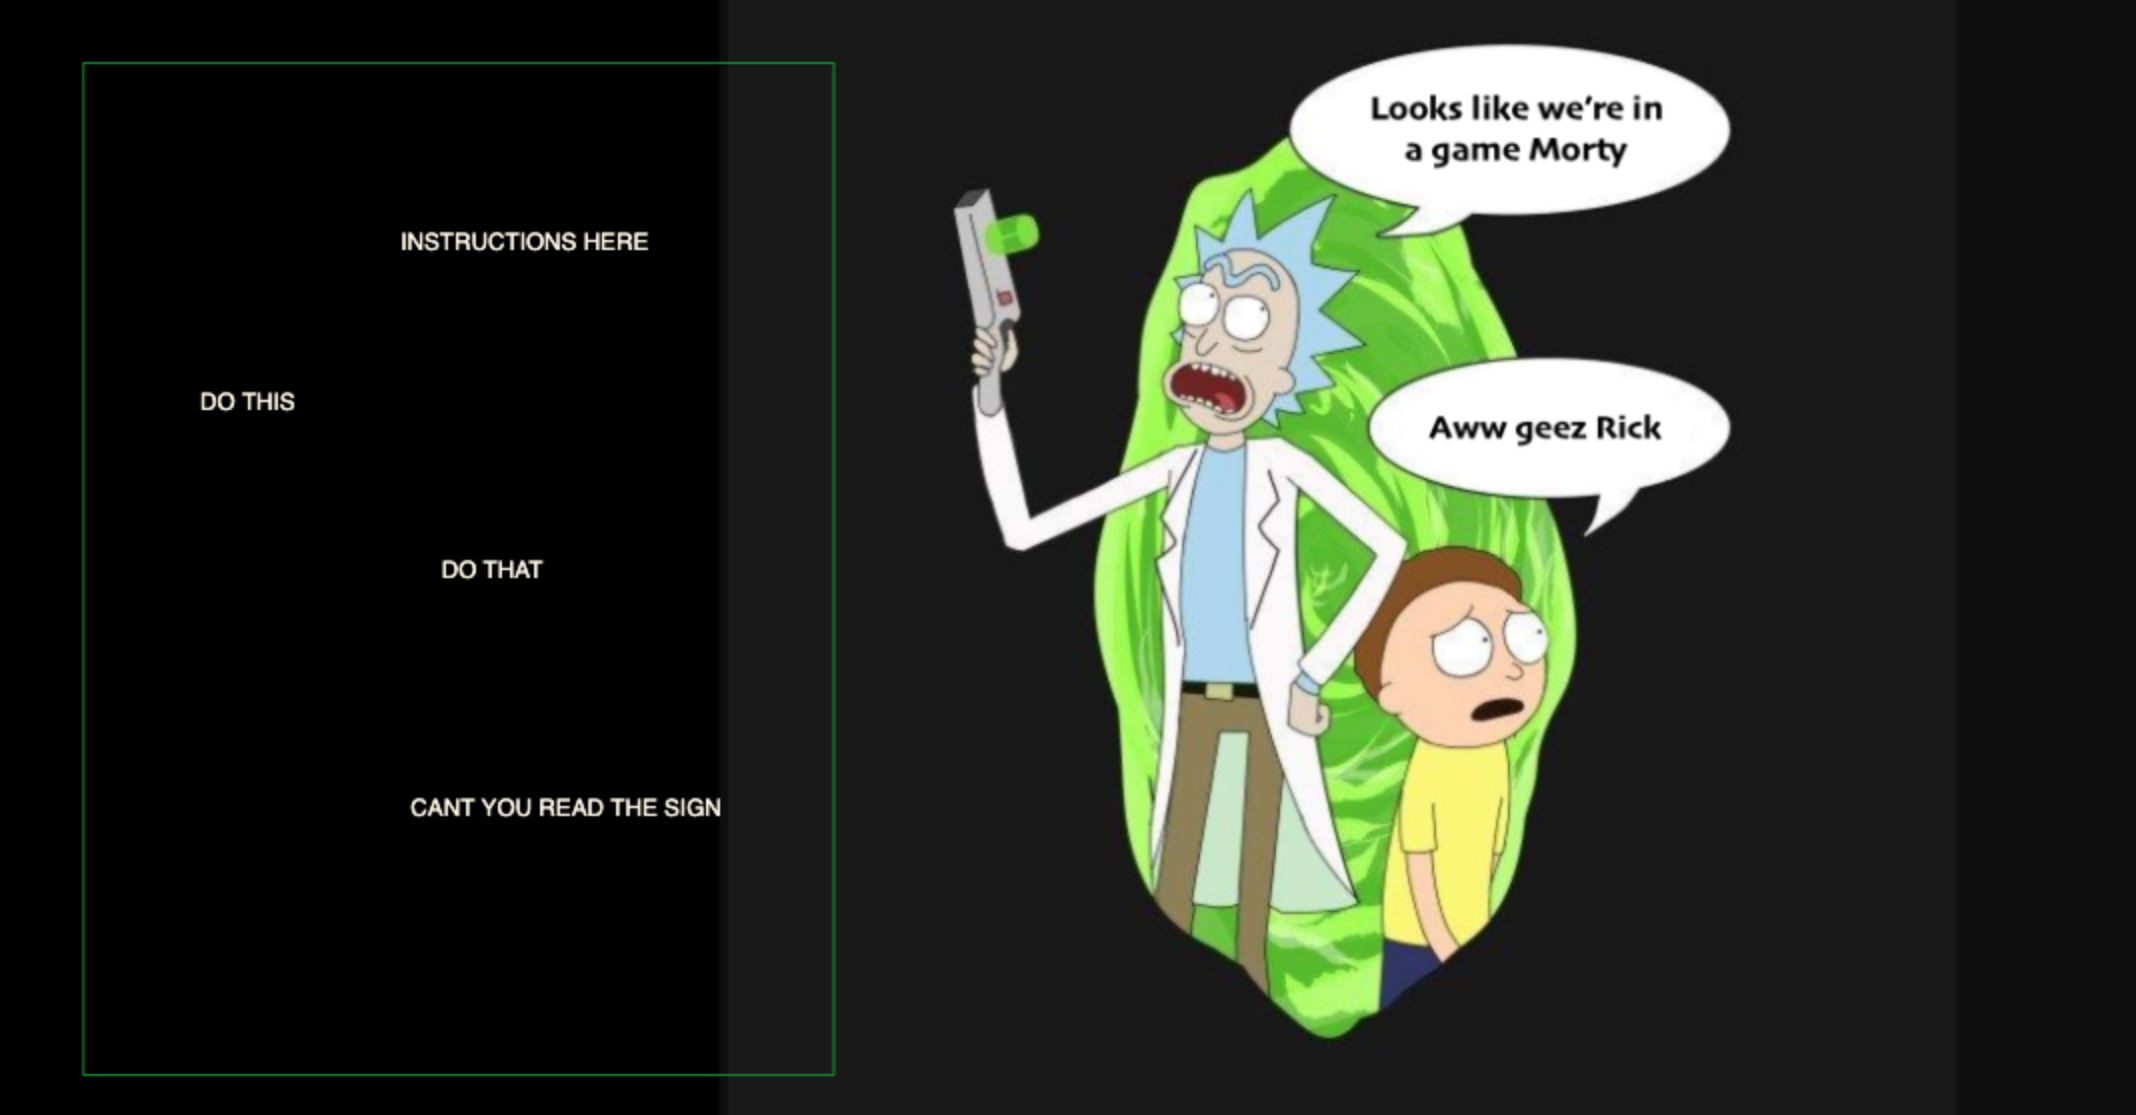 INSTRUCTIONS HERE
DO THIS
DO THAT
CANT YOU READ THE SIGN
Looks like we're in
a game Morty
Aww geez Rick